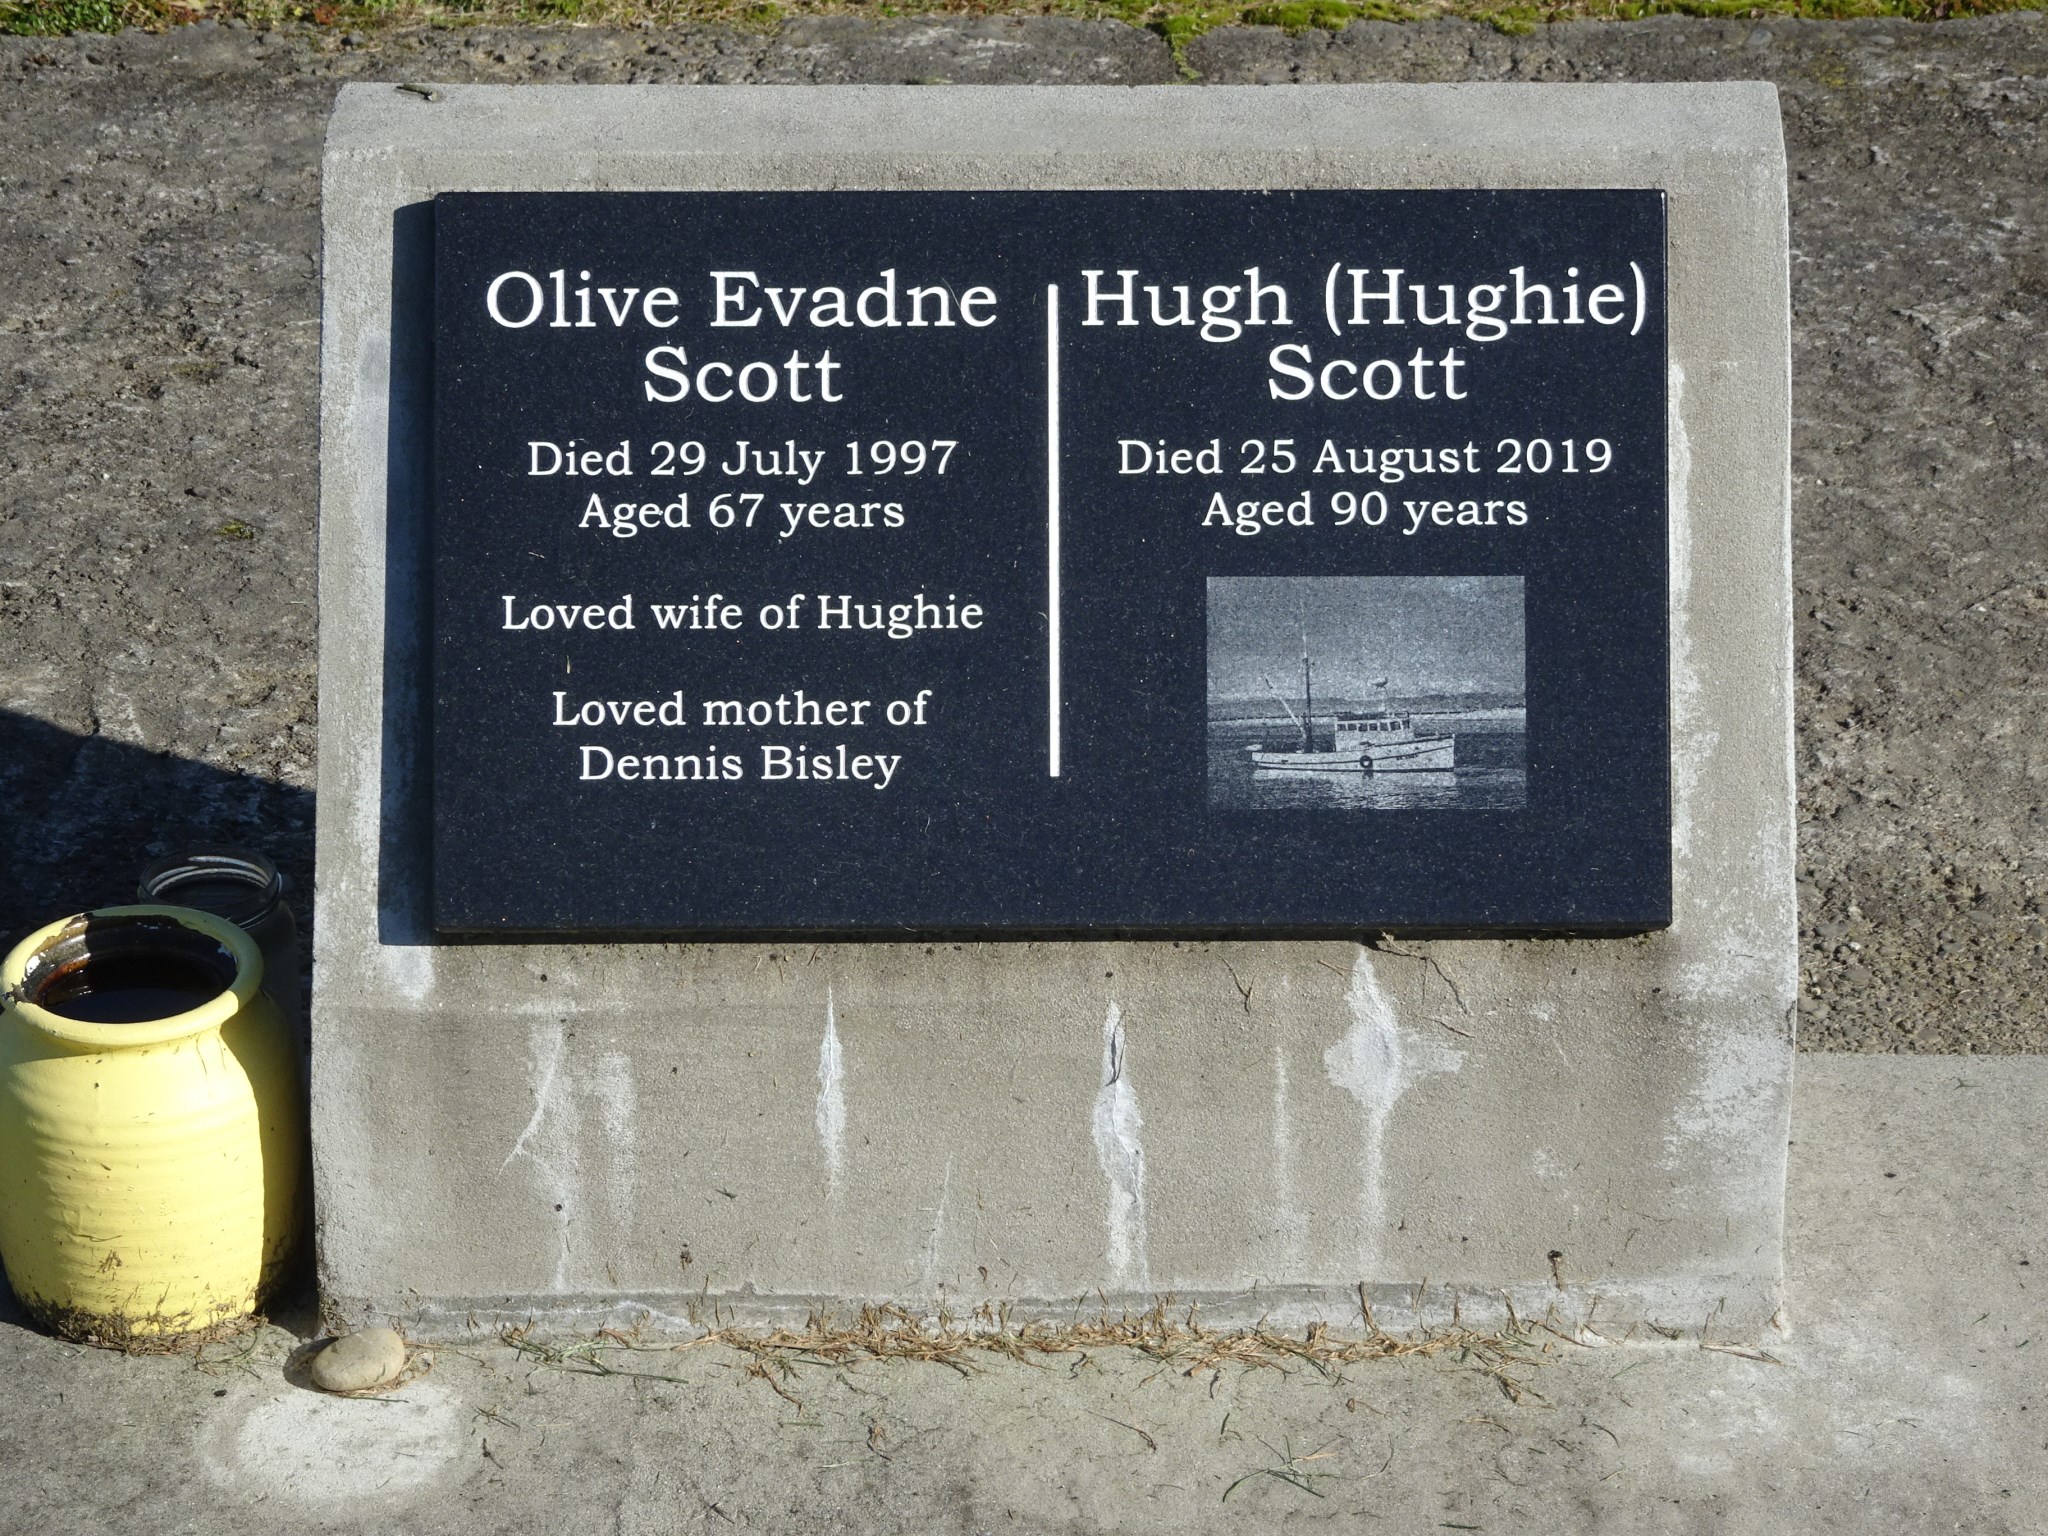 Olive Evadne
Scott
Died 29 July 1997
Aged 67 years
Loved wife of Hughie
Loved mother of
Dennis Bisley
Hugh (Hughie)
Scott
Died 25 August 2019
Aged 90 years